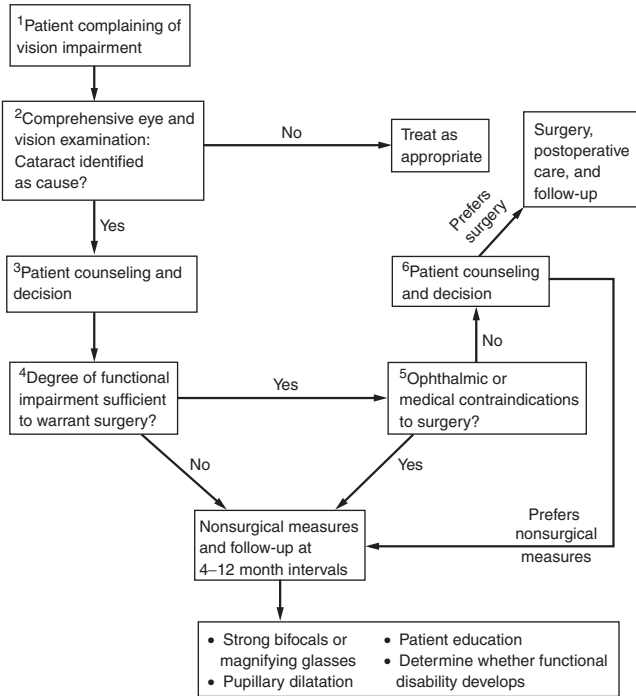 ¹Patient complaining of
vision impairment
²Comprehensive eye and
vision examination:
Cataract identified
as cause?
No
Treat as
appropriate
Surgery,
postoperative
care, and
follow-up
Yes
Prefers
surgery
³Patient counseling and
decision
⁶Patient counseling
and decision
No
⁴Degree of functional
impairment sufficient
to warrant surgery?
Yes
⁵Ophthalmic or
medical contraindications
to surgery?
No
Yes
Nonsurgical measures
and follow-up at
4–12 month intervals
Prefers
nonsurgical
measures
• Strong bifocals or
magnifying glasses
• Pupillary dilatation
• Patient education
• Determine whether functional
disability develops